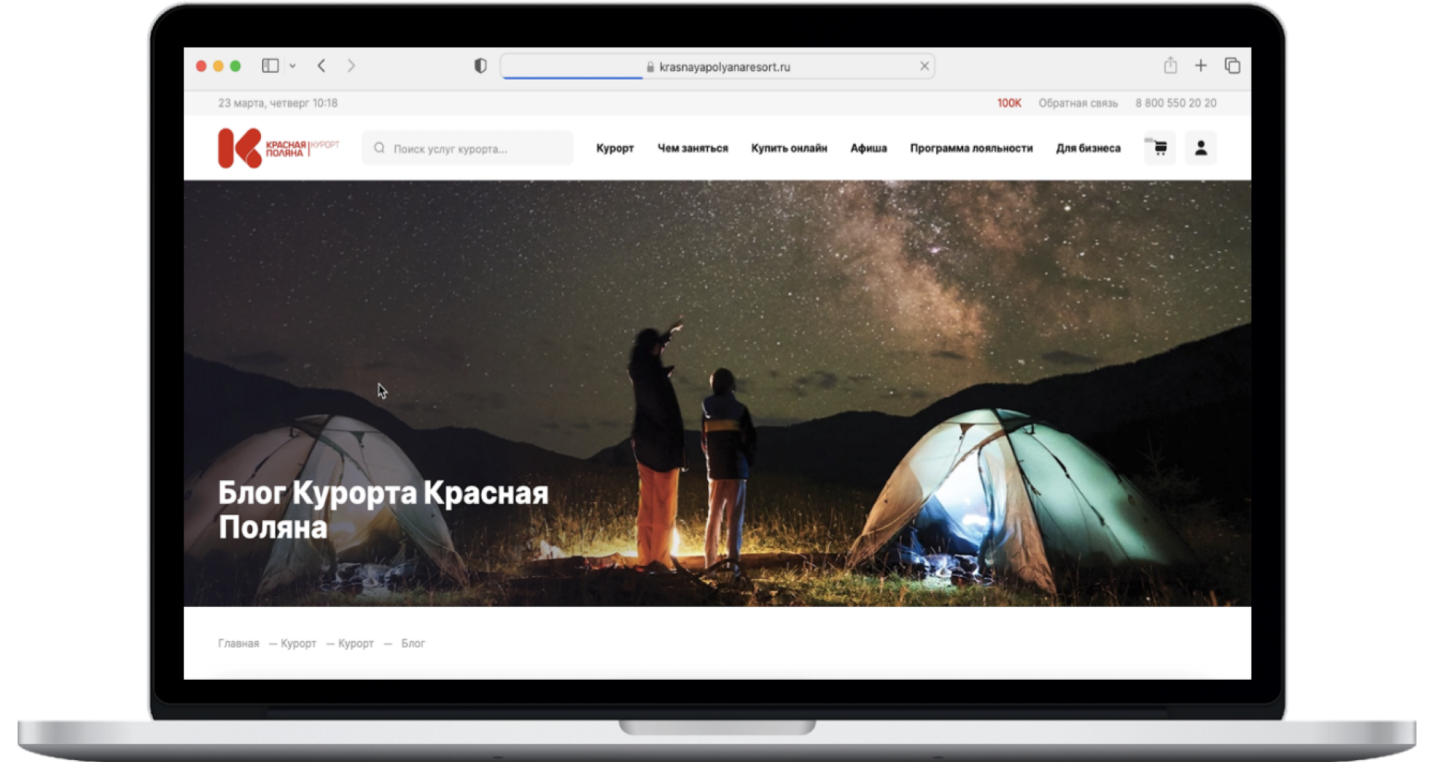 krasnayapolyanaresort.ru
23 марта, четверг 10:18
100K Обратная связь 8 800 550 20 20
КРАСНАЯ ПОЛЯНА КУРОРТ
Поиск услуг курорта...
Курорт Чем заняться Купить онлайн Афиша Программа лояльности Для бизнеса
Блог Курорта Красная
Поляна
Главная — Курорт — Курорт — Блог